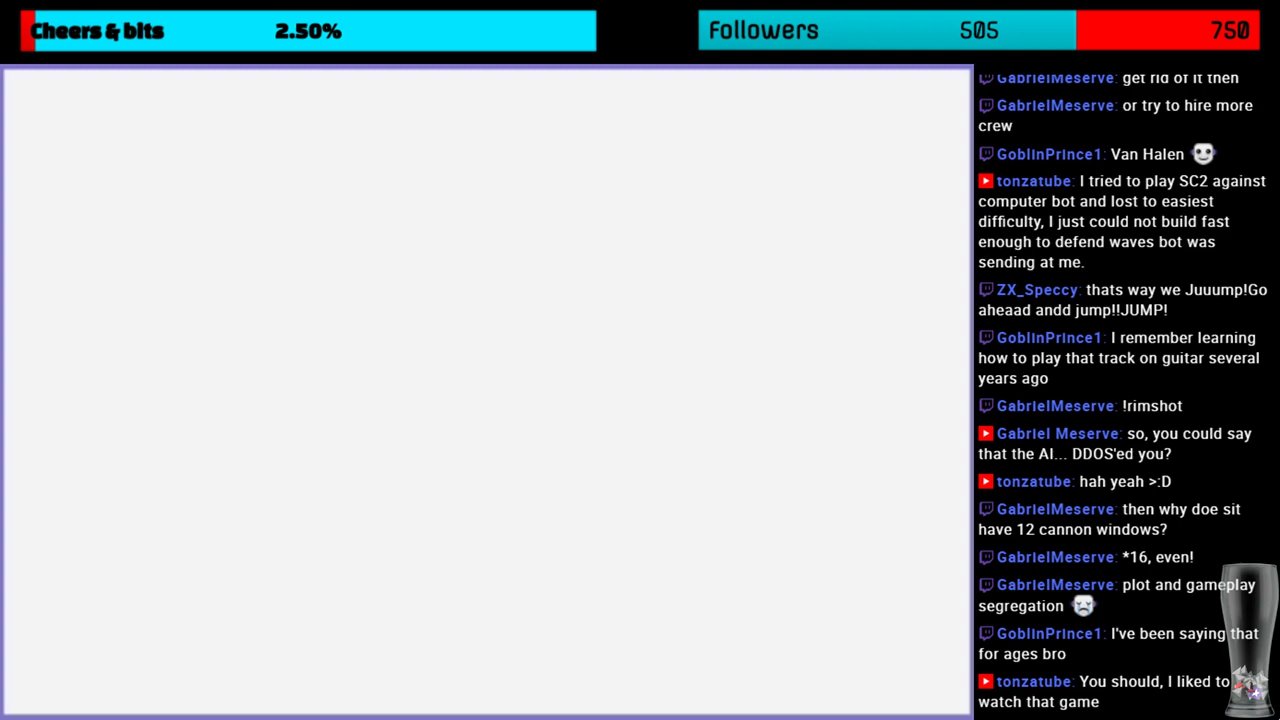 Cheers & bits 2.50%
Followers 505 750
GabrielMeserve: get rid of it then
GabrielMeserve: or try to hire more
crew
GoblinPrince1: Van Halen
tonzatube: I tried to play SC2 against
computer bot and lost to easiest
difficulty, I just could not build fast
enough to defend waves bot was
sending at me.
ZX_Speccy: thats way we Juuump!Go
aheaad andd jump!!JUMP!
GoblinPrince1: I remember learning
how to play that track on guitar several
years ago
GabrielMeserve: !rimshot
Gabriel Meserve: so, you could say
that the AI... DDOS'ed you?
tonzatube: hah yeah >:D
GabrielMeserve: then why doe sit
have 12 cannon windows?
GabrielMeserve: *16, even!
GabrielMeserve: plot and gameplay
segregation
GoblinPrince1: I've been saying that
for ages bro
tonzatube: You should, I liked to
watch that game